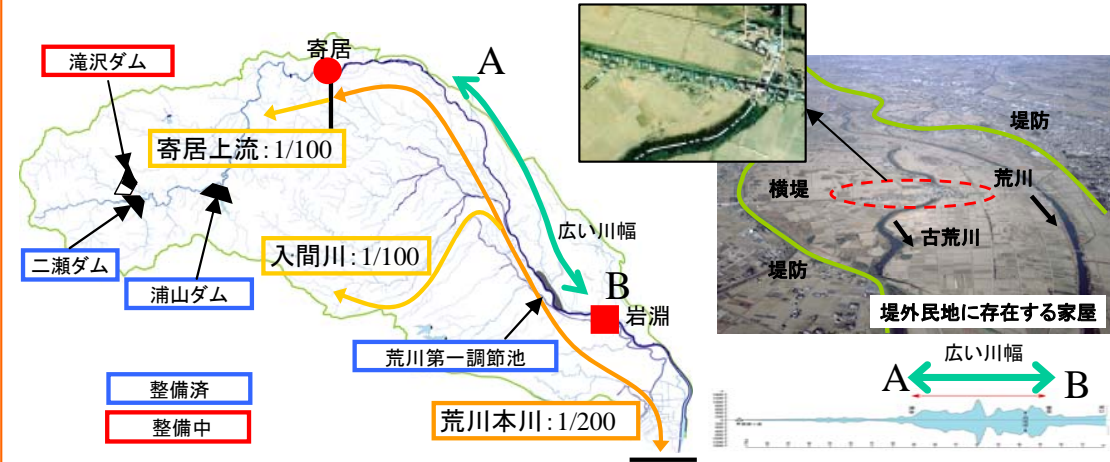 寄居
滝沢ダム
A
寄居上流:1/100
広い川幅
入間川:1/100
二瀬ダム
浦山ダム
B
岩淵
荒川第一調節池
整備済
整備中
荒川本川:1/200
堤防
荒川
横堤
古荒川
堤防
堤外民地に存在する家屋
広い川幅
A
B